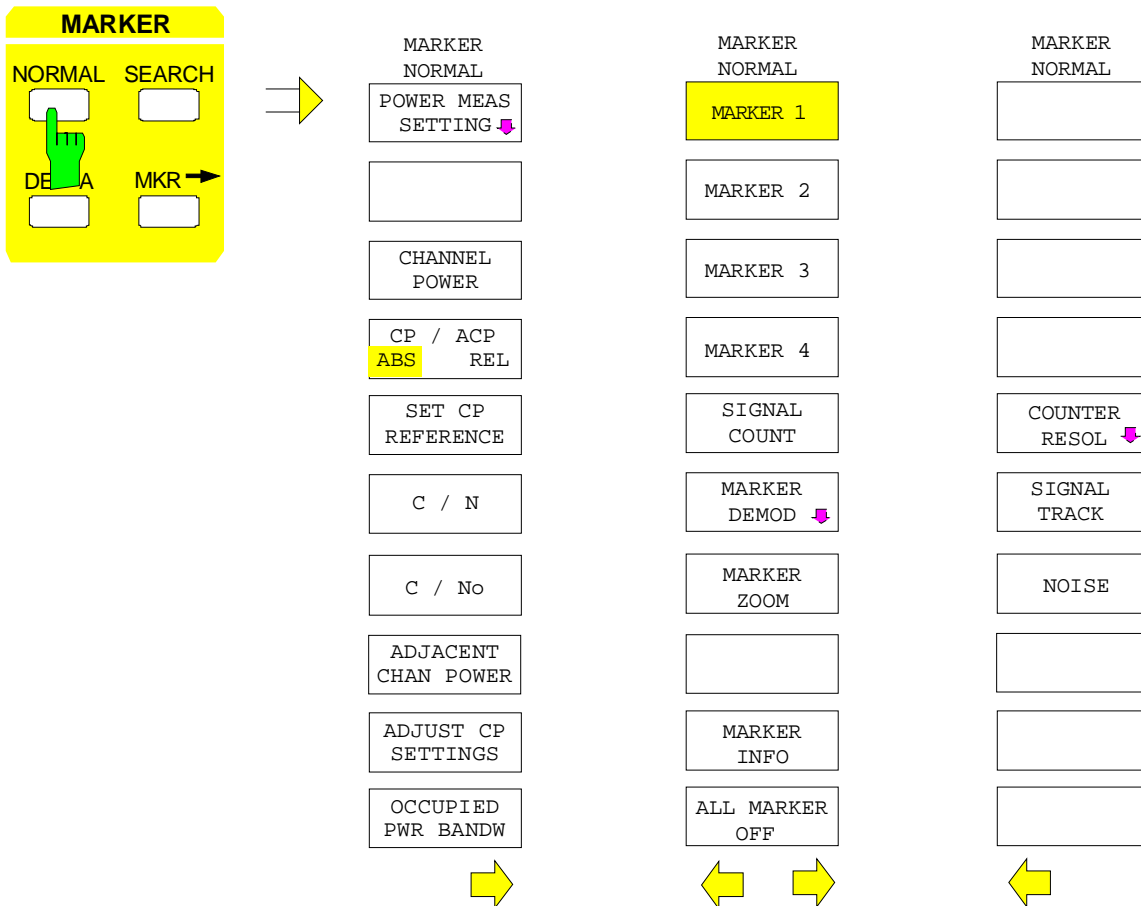 MARKER
NORMAL SEARCH
MKR
MARKER
NORMAL
POWER MEAS
SETTING
CHANNEL
POWER
CP / ACP
ABS REL
SET CP
REFERENCE
C / N
C / No
ADJACENT
CHAN POWER
ADJUST CP
SETTINGS
OCCUPIED
PWR BANDW
MARKER
NORMAL
MARKER 1
MARKER 2
MARKER 3
MARKER 4
SIGNAL
COUNT
MARKER
DEMOD
MARKER
ZOOM
MARKER
INFO
ALL MARKER
OFF
MARKER
NORMAL
COUNTER
RESOL
SIGNAL
TRACK
NOISE